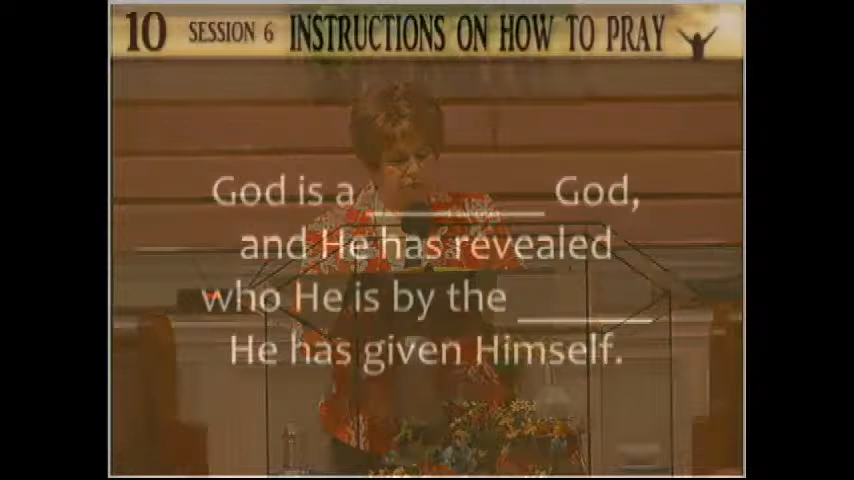 10 SESSION 6 INSTRUCTIONS ON HOW TO PRAY
God is a __________ God,
and He has revealed
who He is by the ________
He has given Himself.